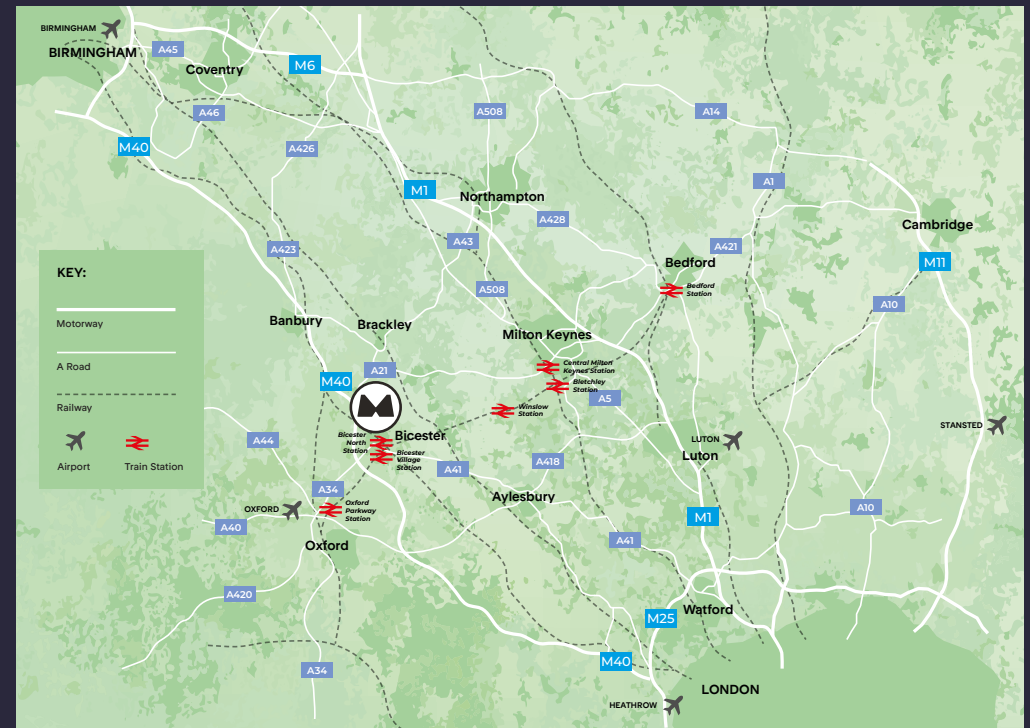 BIRMINGHAM
BIRMINGHAM
A45
Coventry
M6
A46
A508
A14
M40
A426
A1
M1
Northampton
A428
Cambridge
A43
A421
A423
Bedford
M11
KEY:
Motorway
A Road
Railway
Airport
Train Station
A508
Bedford
Station
A10
Banbury
Brackley
Milton Keynes
A21
Central Milton
Keynes Station
M40
Bletchley
Station
A5
Winslow
Station
A44
Bicester
North
Station
Bicester
Bicester
Village
Station
LUTON
Luton
STANSTED
A41
A418
A34
Aylesbury
OXFORD
Oxford
Parkway
Station
A10
M1
A40
Oxford
A41
A420
Watford
M25
A34
M40
LONDON
HEATHROW